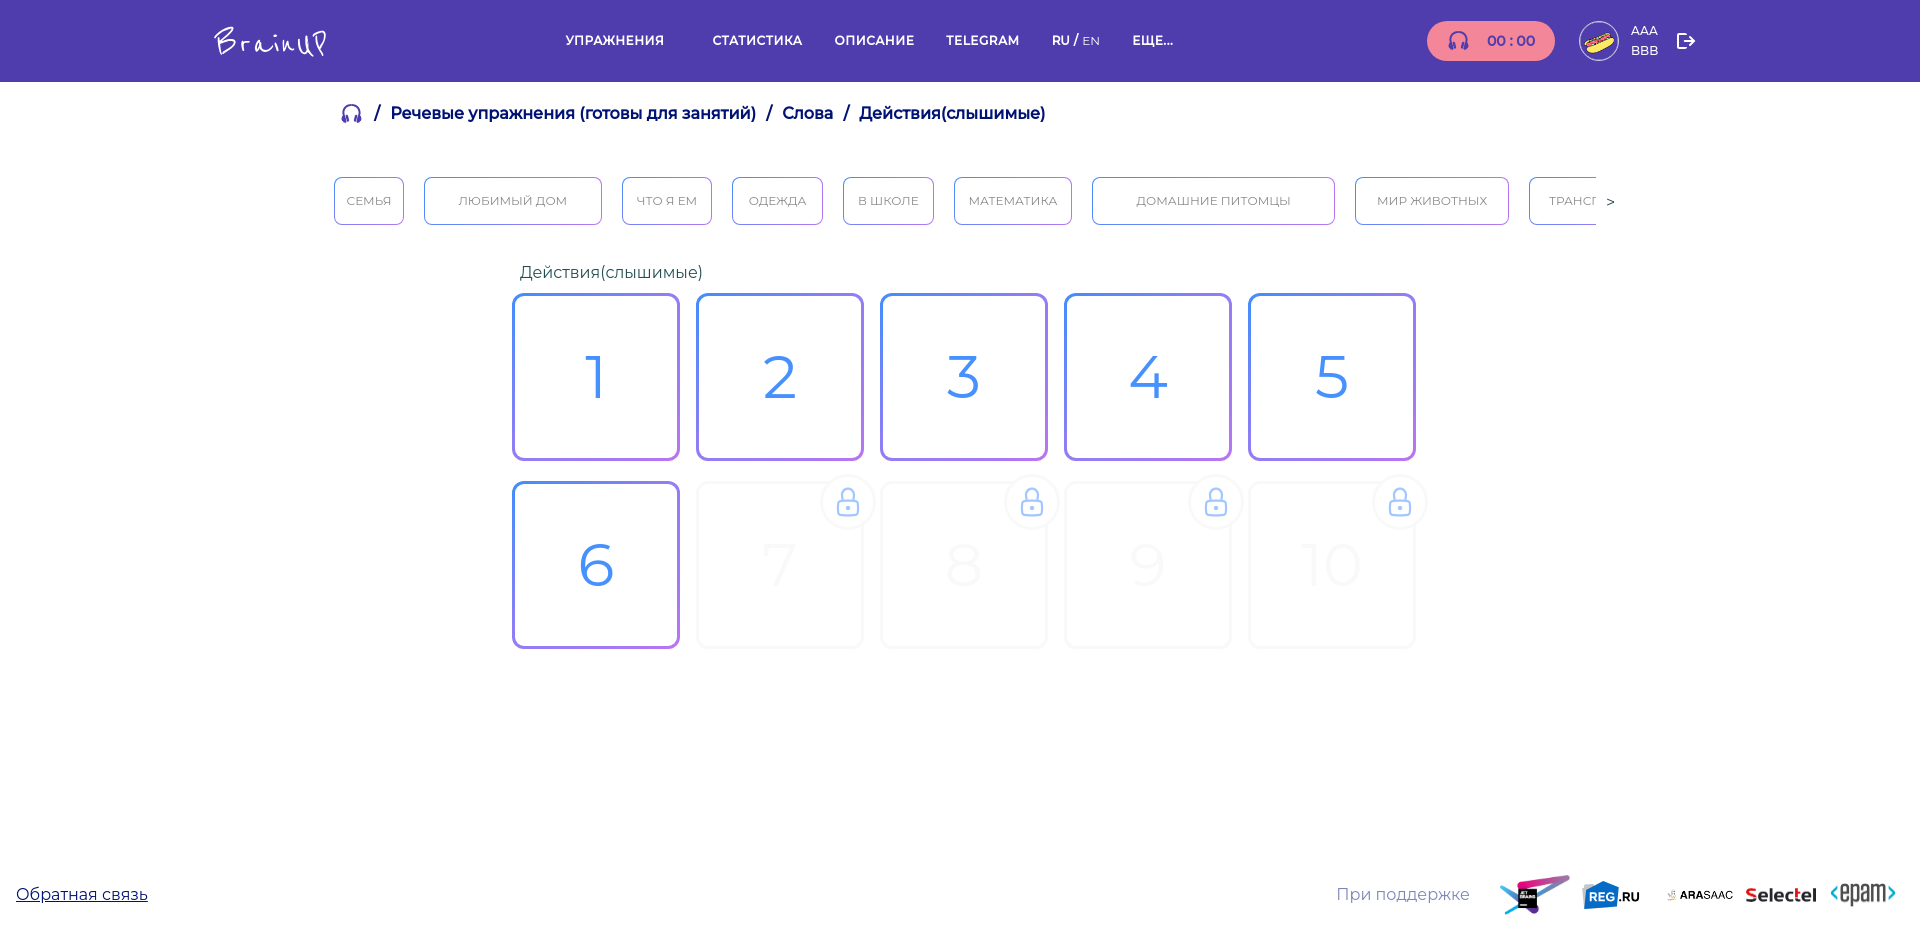 BrainUP
УПРАЖНЕНИЯ СТАТИСТИКА ОПИСАНИЕ TELEGRAM RU / EN ЕЩЕ...
00 : 00
AAA
BBB
/ Речевые упражнения (готовы для занятий) / Слова / Действия(слышимые)
СЕМЬЯ ЛЮБИМЫЙ ДОМ ЧТО Я ЕМ ОДЕЖДА В ШКОЛЕ МАТЕМАТИКА ДОМАШНИЕ ПИТОМЦЫ МИР ЖИВОТНЫХ ТРАНСП >
Действия(слышимые)
1 2 3 4 5
6 7 8 9 10
Обратная связь
При поддержке
JET BRAINS
REG.RU
ARASAAC
Selectel
<epam>